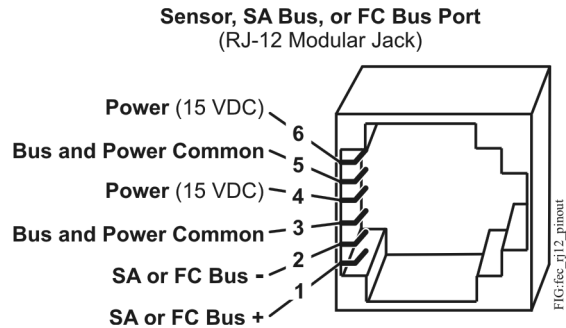 Sensor, SA Bus, or FC Bus Port
(RJ-12 Modular Jack)
Power (15 VDC) 6
Bus and Power Common 5
Power (15 VDC) 4
Bus and Power Common 3
SA or FC Bus - 2
SA or FC Bus + 1
FIG:fec_rj12_pinout